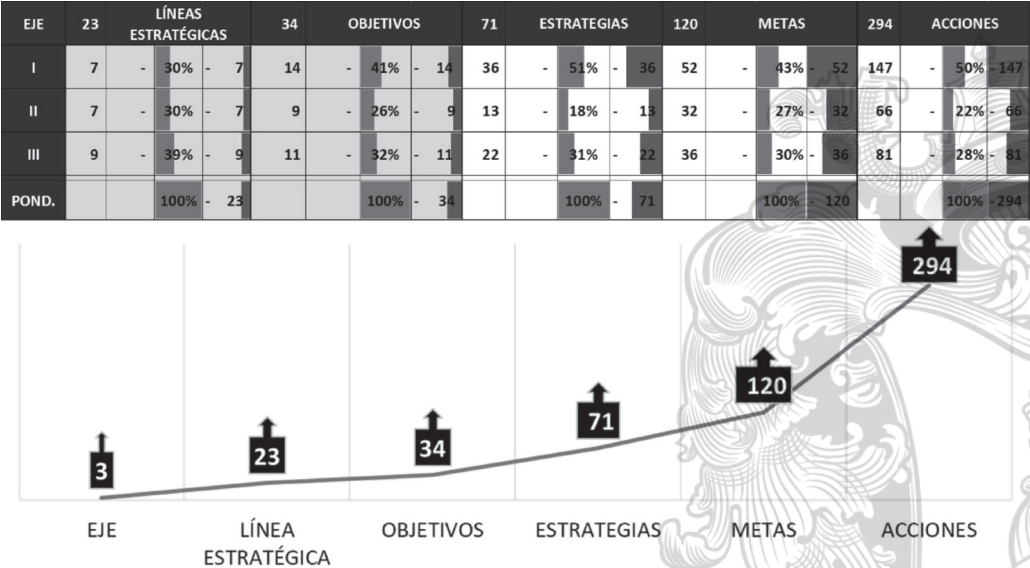 EJE 23 LÍNEAS ESTRATÉGICAS 34 OBJETIVOS 71 ESTRATEGIAS 120 METAS 294 ACCIONES
I 7 - 30% - 7 14 - 41% - 14 36 - 51% - 36 52 - 43% - 52 147 - 50% - 147
II 7 - 30% - 7 9 - 26% - 9 13 - 18% - 13 32 - 27% - 32 66 - 22% - 66
III 9 - 39% - 9 11 - 32% - 11 22 - 31% - 22 36 - 30% - 36 81 - 28% - 81
POND. 100% - 23 100% - 34 100% - 71 100% - 120 100% - 294
294
120
71
34
23
3
EJE LÍNEA ESTRATÉGICA OBJETIVOS ESTRATEGIAS METAS ACCIONES